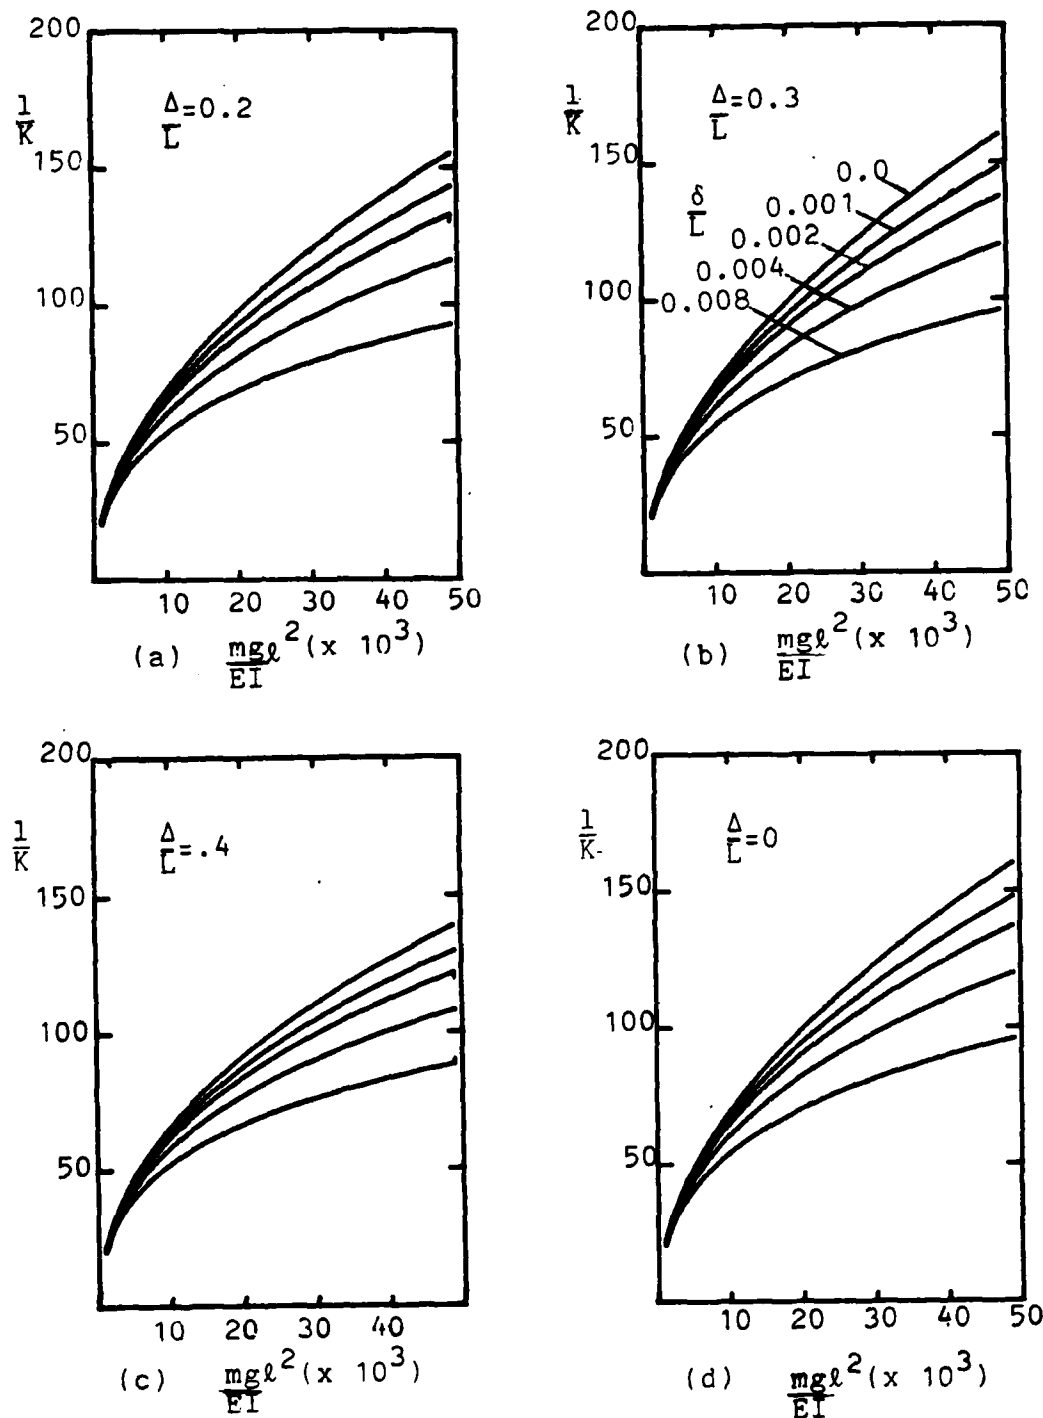 200
150
100
50
1
K
Δ
L
=0.2
10 20 30 40 50
(a) mgℓ²(x 10³)
EI
200
150
100
50
1
K
Δ
L
=0.3
δ
L
0.0
0.001
0.002
0.004
0.008
10 20 30 40 50
(b) mgℓ²(x 10³)
EI
200
150
100
50
1
K
Δ
L
=.4
10 20 30 40
(c) mgℓ²(x 10³)
EI
200
150
100
50
1
K
Δ
L
=0
10 20 30 40 50
(d) mgℓ²(x 10³)
EI